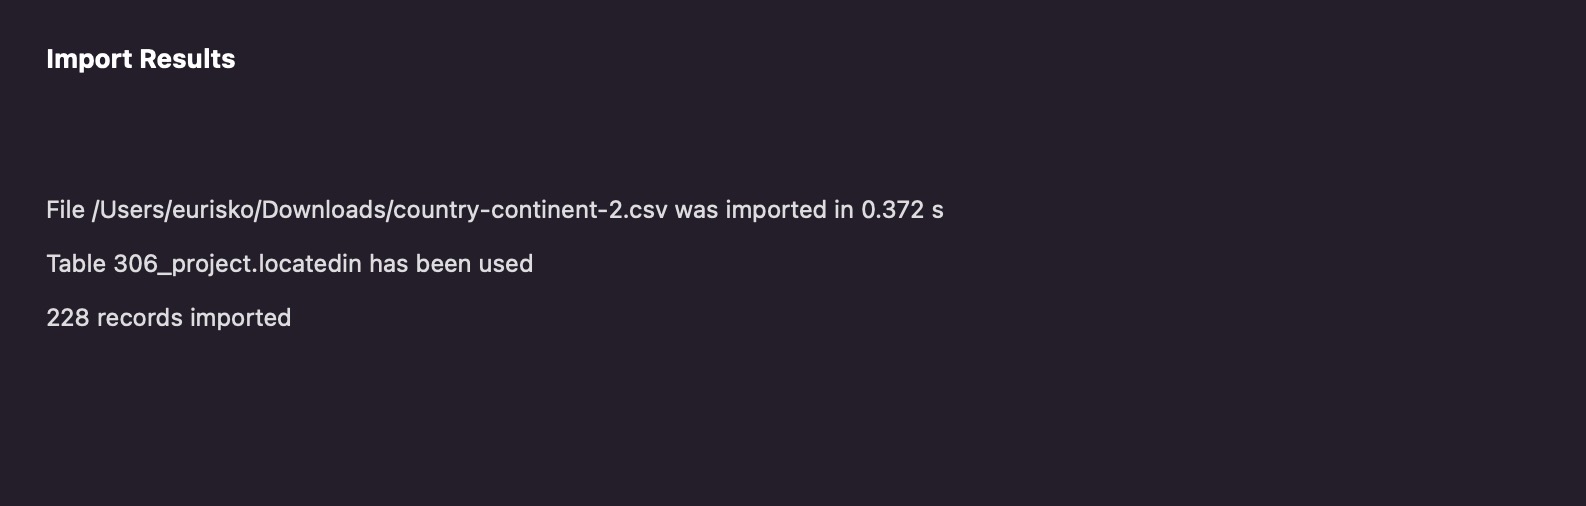 Import Results
File /Users/eurisko/Downloads/country-continent-2.csv was imported in 0.372 s
Table 306_project.locatedin has been used
228 records imported